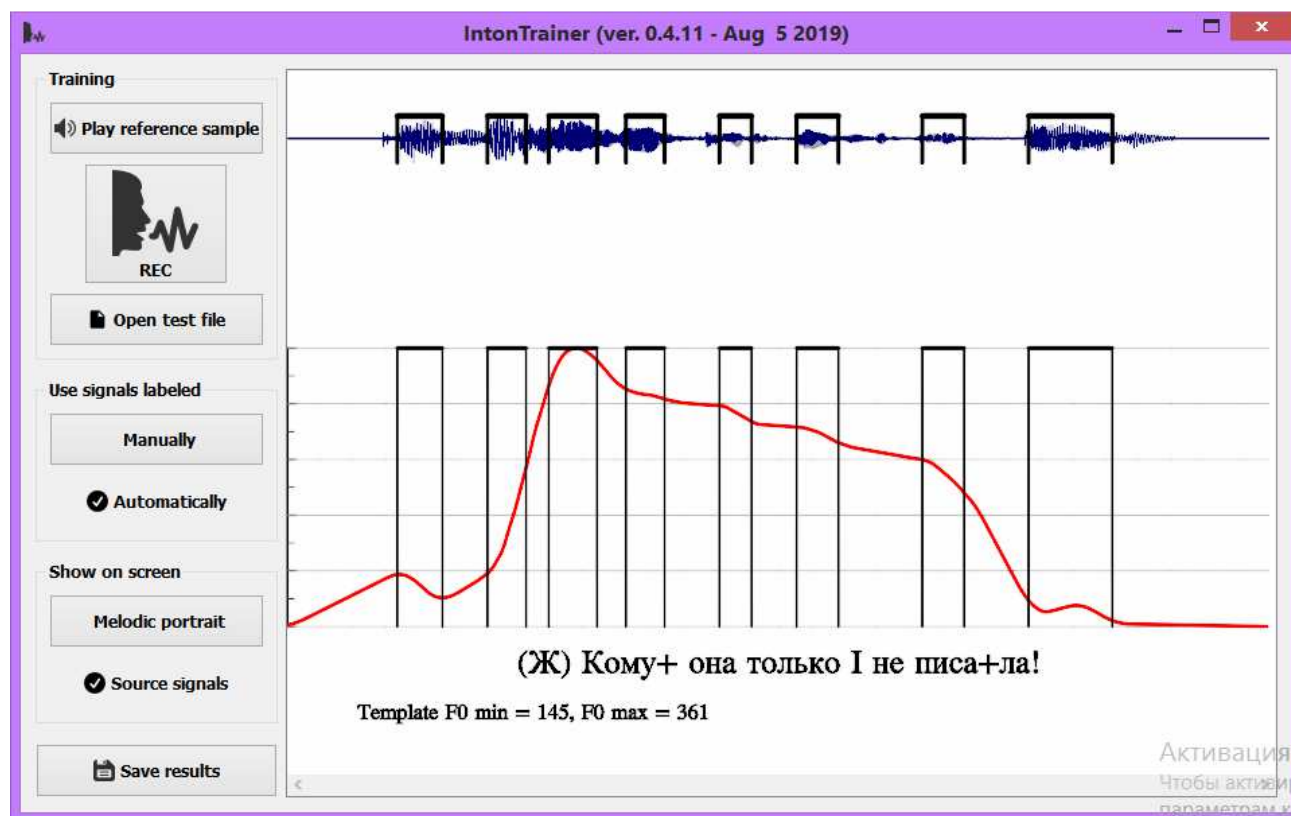 IntonTrainer (ver. 0.4.11 - Aug 5 2019)
Training
Play reference sample
REC
Open test file
Use signals labeled
Manually
Automatically
Show on screen
Melodic portrait
Source signals
Save results
(Ж) Кому+ она только I не писа+ла!
Template F0 min = 145, F0 max = 361
Активация
Чтобы активир
параметрам к